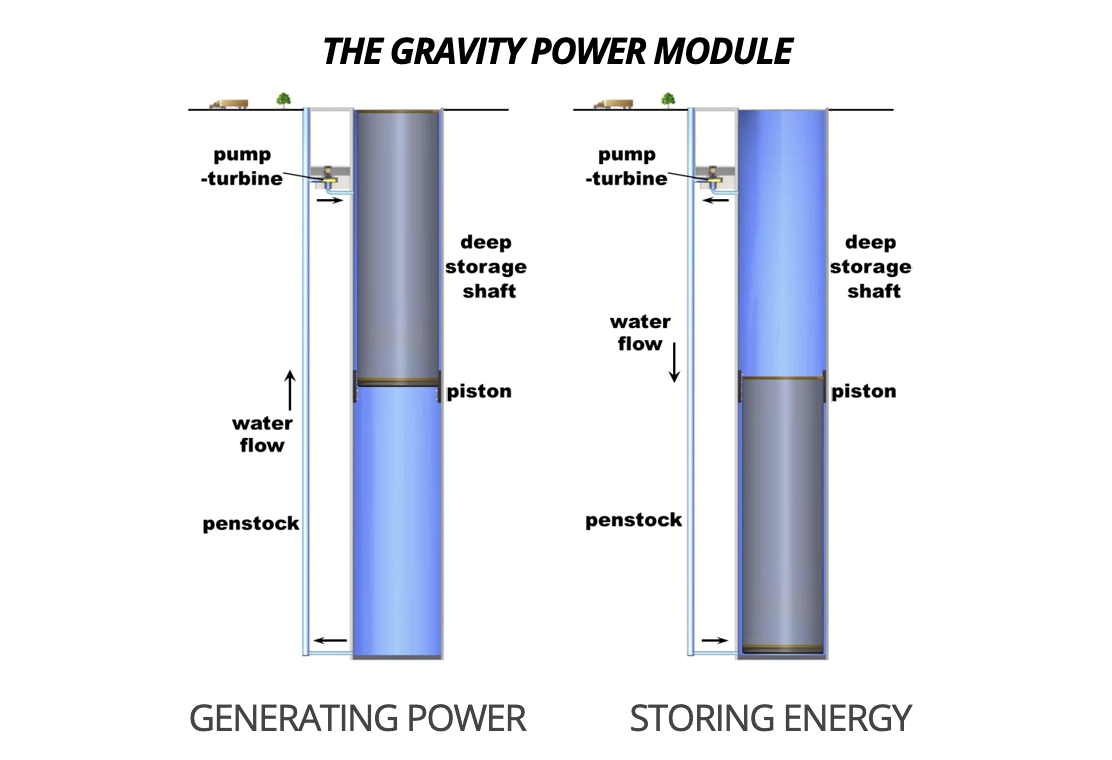 THE GRAVITY POWER MODULE
pump
-turbine
deep
storage
shaft
piston
water
flow
penstock
GENERATING POWER
pump
-turbine
deep
storage
shaft
water
flow
piston
penstock
STORING ENERGY